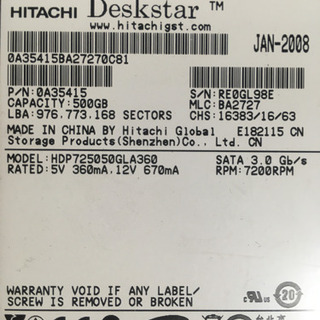 HITACHI Deskstar ™
www.hitachigst.com
JAN-2008
0A35415BA27270C81
P/N:0A35415 S/N:RE0GL98E
CAPACITY:500GB MLC:BA2727
LBA:976.773.168 SECTORS CHS:16383/16/63
MADE IN CHINA BY Hitachi Global E182115 CN
Storage Products(Shenzhen)Co., Ltd. CN
MODEL:HDP725050GLA360 SATA 3.0 Gb/s
RATED:5V 360mA.12V 670mA RPM:7200RPM
WARRANTY VOID IF ANY LABEL/
SCREW IS REMOVED OR BROKEN
20